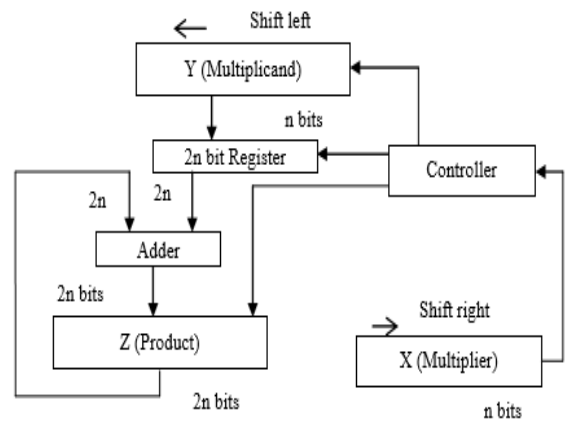 Shift left
Y (Multiplicand)
n bits
2n bit Register
Controller
2n
2n
Adder
2n bits
Z (Product)
Shift right
X (Multiplier)
2n bits
n bits